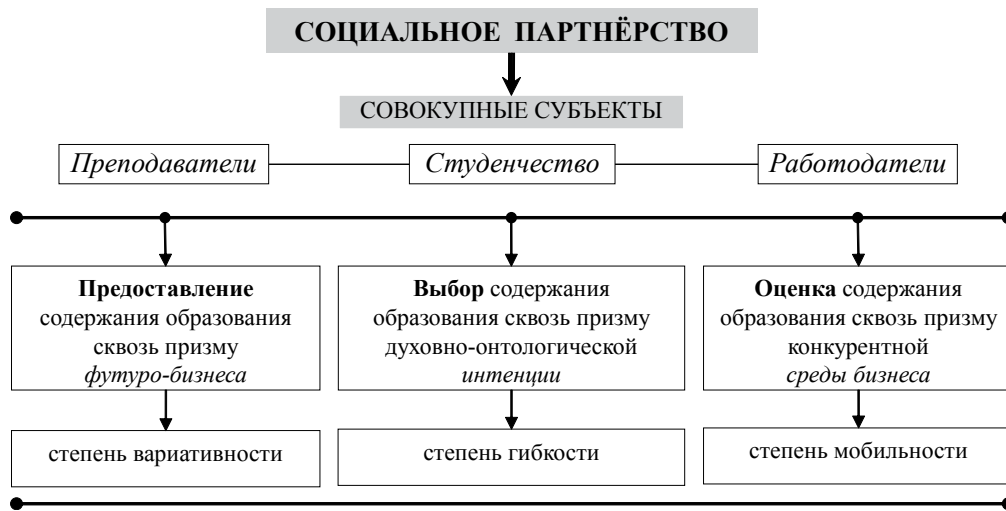 СОЦИАЛЬНОЕ ПАРТНЁРСТВО
СОВОКУПНЫЕ СУБЪЕКТЫ
Преподаватели
Студенчество
Работодатели
Предоставление
содержания образования
сквозь призму
футуро-бизнеса
Выбор содержания
образования сквозь призму
духовно-онтологической
интенции
Оценка содержания
образования сквозь призму
конкурентной
среды бизнеса
степень вариативности
степень гибкости
степень мобильности